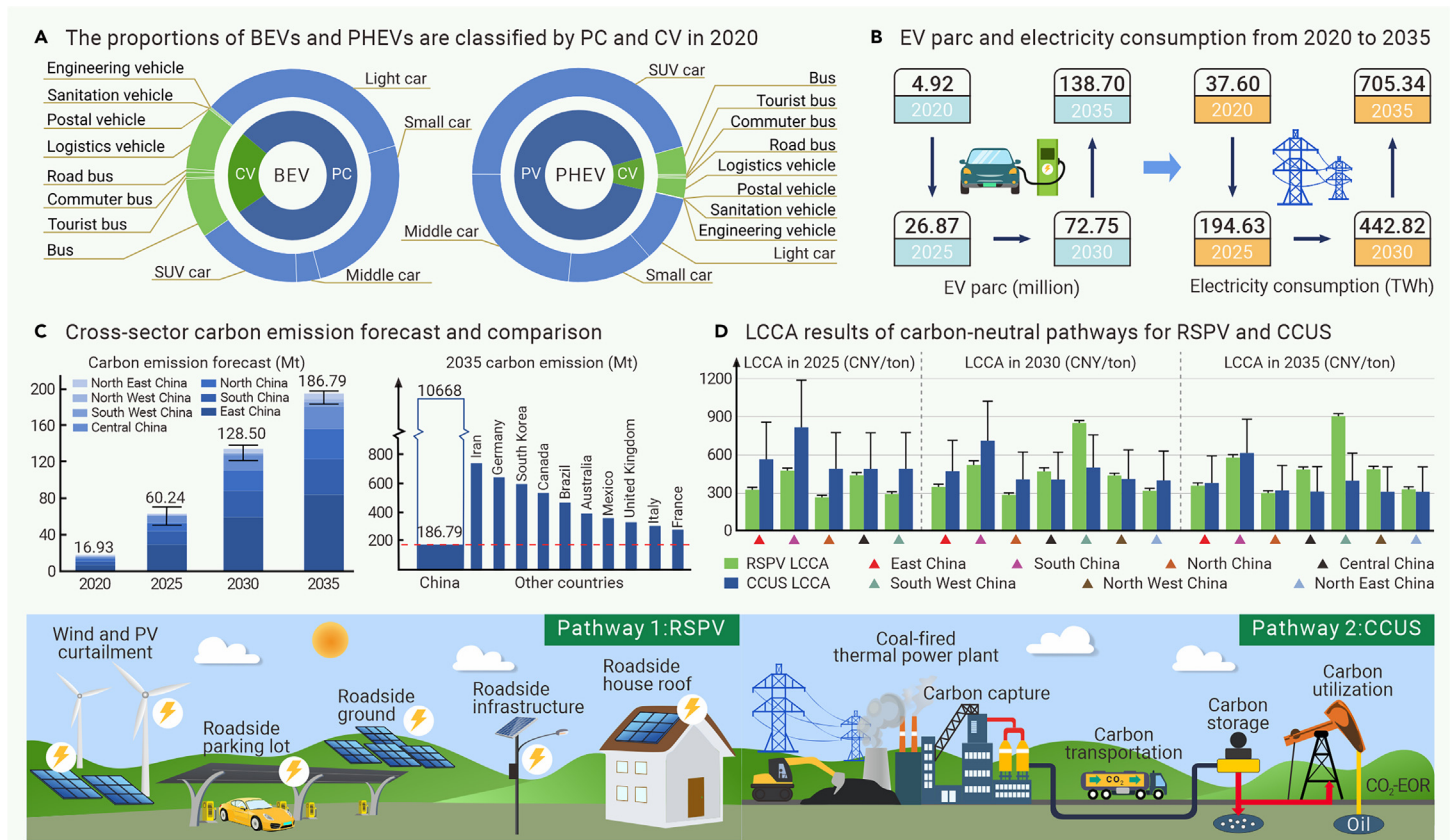 A The proportions of BEVs and PHEVs are classified by PC and CV in 2020
Engineering vehicle
Sanitation vehicle
Postal vehicle
Logistics vehicle
Road bus
Commuter bus
Tourist bus
Bus
SUV car
Middle car
Small car
Light car
CV
BEV
PC
SUV car
Bus
Tourist bus
Commuter bus
Road bus
Logistics vehicle
Postal vehicle
Sanitation vehicle
Engineering vehicle
Light car
Small car
Middle car
PV
PHEV
CV
B EV parc and electricity consumption from 2020 to 2035
4.92
2020
138.70
2035
26.87
2025
72.75
2030
EV parc (million)
37.60
2020
705.34
2035
194.63
2025
442.82
2030
Electricity consumption (TWh)
C Cross-sector carbon emission forecast and comparison
Carbon emission forecast (Mt)
200
160
120
80
40
0
North East China
North West China
South West China
Central China
North China
South China
East China
16.93
60.24
128.50
186.79
2020
2025
2030
2035
2035 carbon emission (Mt)
800
600
400
200
10668
186.79
Iran
Germany
South Korea
Canada
Brazil
Australia
Mexico
United Kingdom
Italy
France
China
Other countries
D LCCA results of carbon-neutral pathways for RSPV and CCUS
LCCA in 2025 (CNY/ton)
LCCA in 2030 (CNY/ton)
LCCA in 2035 (CNY/ton)
1200
900
600
300
0
RSPV LCCA
East China
South China
North China
Central China
CCUS LCCA
South West China
North West China
North East China
Pathway 1:RSPV
Wind and PV
curtailment
Roadside
parking lot
Roadside
ground
Roadside
infrastructure
Roadside
house roof
Pathway 2:CCUS
Coal-fired
thermal power plant
Carbon capture
Carbon
transportation
CO₂
Carbon
storage
Carbon
utilization
CO₂-EOR
Oil